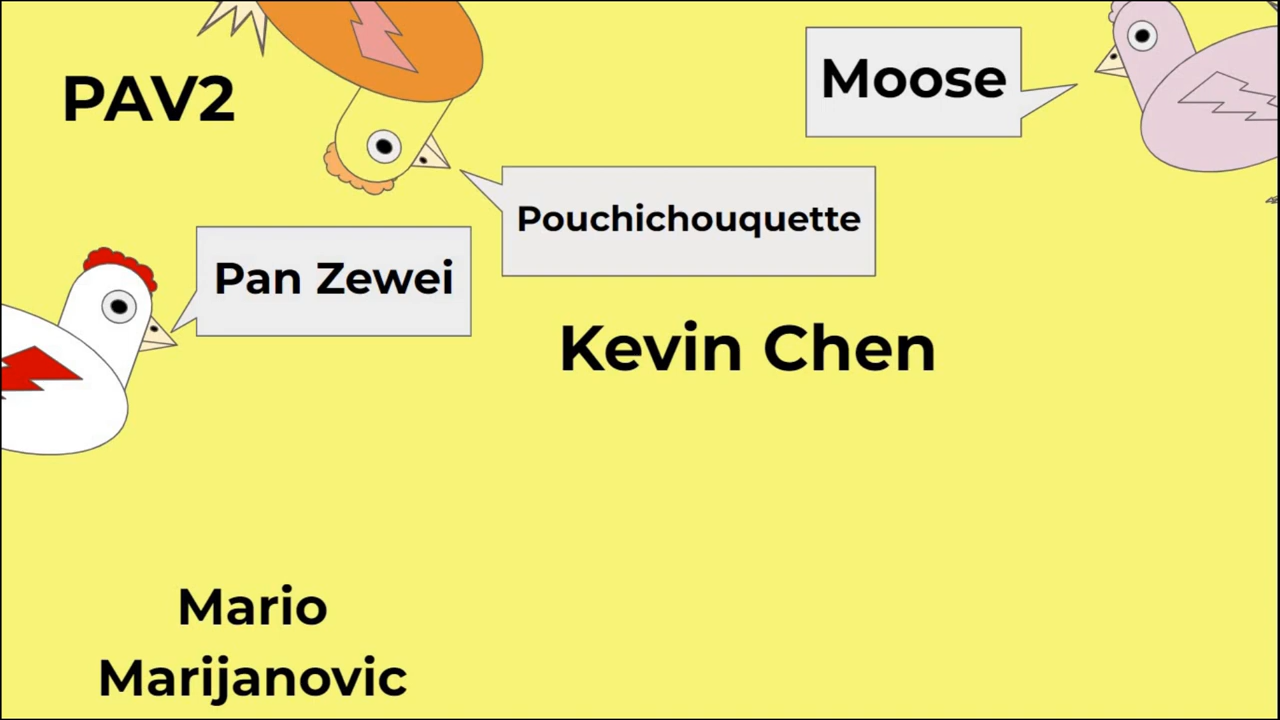 PAV2
Moose
Pouchichouquette
Pan Zewei
Kevin Chen
Mario
Marijanovic